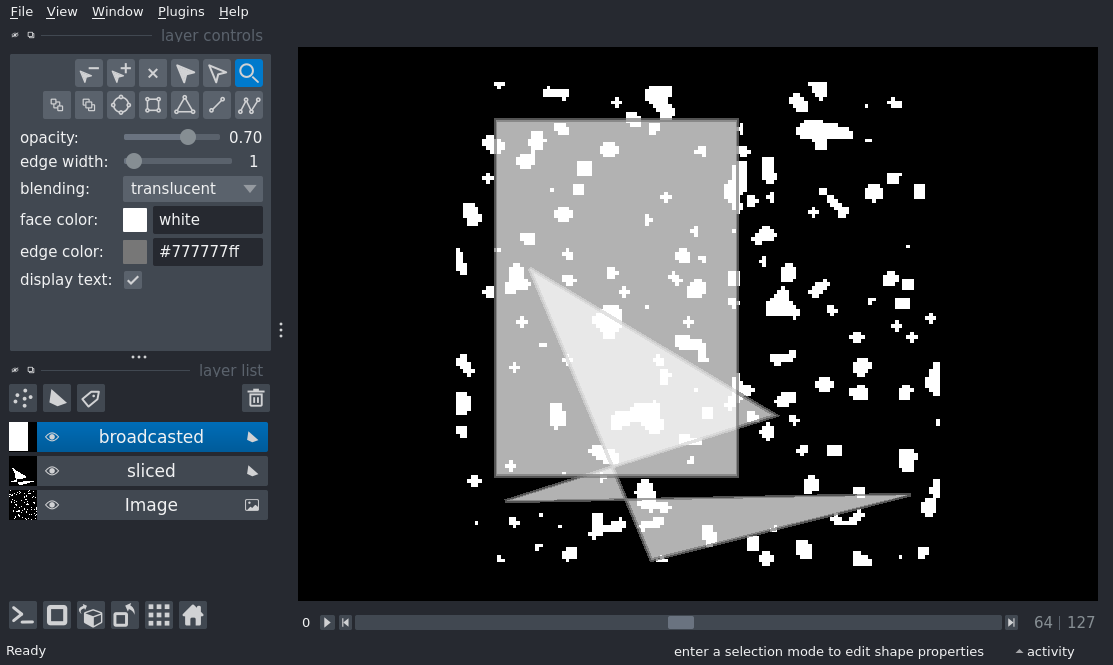 File View Window Plugins Help
layer controls
opacity: 0.70
edge width: 1
blending: translucent
face color: white
edge color: #777777ff
display text:
layer list
broadcasted
sliced
Image
0 64 | 127
Ready enter a selection mode to edit shape properties activity